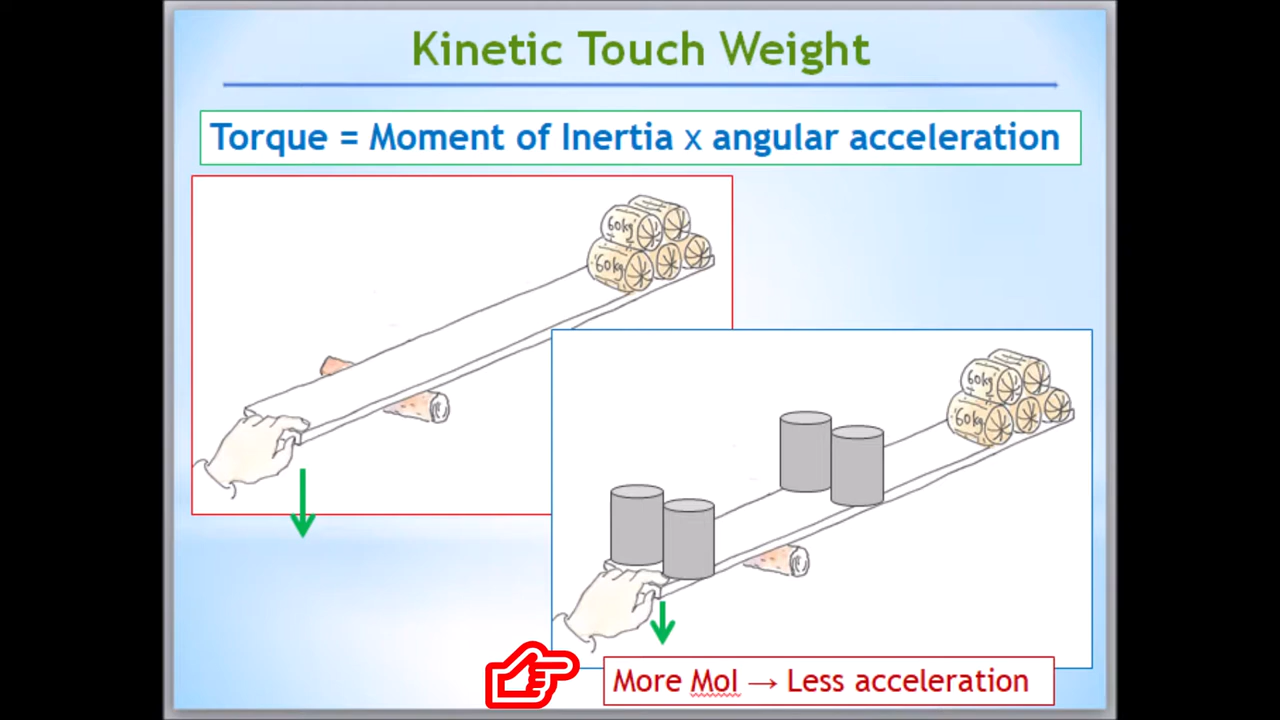 Kinetic Touch Weight
Torque = Moment of Inertia x angular acceleration
60kg
60kg
60kg
60kg
More MoI → Less acceleration